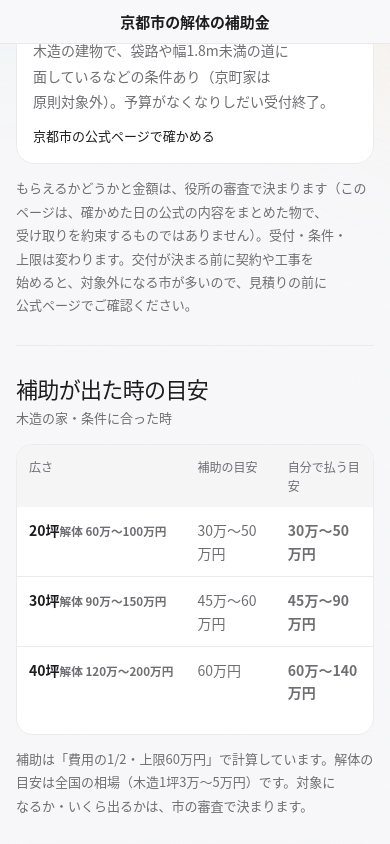 京都市の解体の補助金
木造の建物で、袋路や幅1.8m未満の道に
面しているなどの条件あり（京町家は
原則対象外）。予算がなくなりしだい受付終了。
京都市の公式ページで確かめる
もらえるかどうかと金額は、役所の審査で決まります（この
ページは、確かめた日の公式の内容をまとめた物で、
受け取りを約束するものではありません）。受付・条件・
上限は変わります。交付が決まる前に契約や工事を
始めると、対象外になる市が多いので、見積りの前に
公式ページでご確認ください。
補助が出た時の目安
木造の家・条件に合った時
広さ 補助の目安 自分で払う目
安
20坪解体 60万〜100万円 30万〜50 30万〜50
万円 万円
30坪解体 90万〜150万円 45万〜60 45万〜90
万円 万円
40坪解体 120万〜200万円 60万円 60万〜140
万円
補助は「費用の1/2・上限60万円」で計算しています。解体の
目安は全国の相場（木造1坪3万〜5万円）です。対象に
なるか・いくら出るかは、市の審査で決まります。